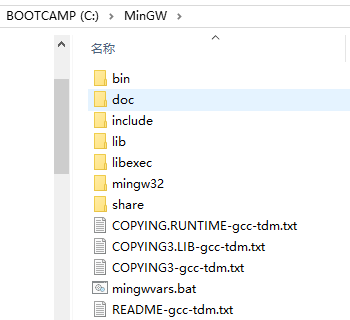 BOOTCAMP (C:) > MinGW >
名称
bin
doc
include
lib
libexec
mingw32
share
COPYING.RUNTIME-gcc-tdm.txt
COPYING3.LIB-gcc-tdm.txt
COPYING3-gcc-tdm.txt
mingwvars.bat
README-gcc-tdm.txt